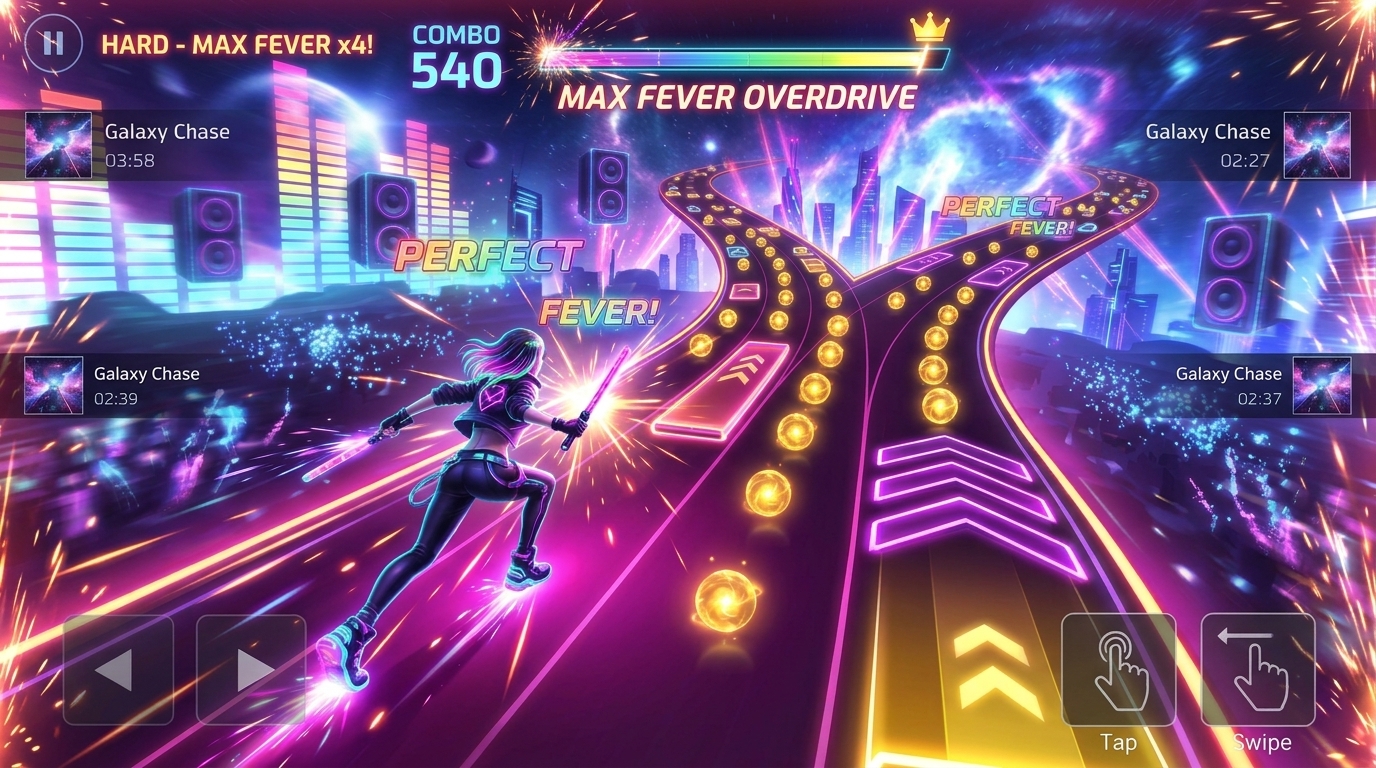 HARD - MAX FEVER x4!
COMBO
540
MAX FEVER OVERDRIVE
Galaxy Chase
03:58
Galaxy Chase
02:27
PERFECT
FEVER!
PERFECT
FEVER!
Galaxy Chase
02:39
Galaxy Chase
02:37
Tap
Swipe